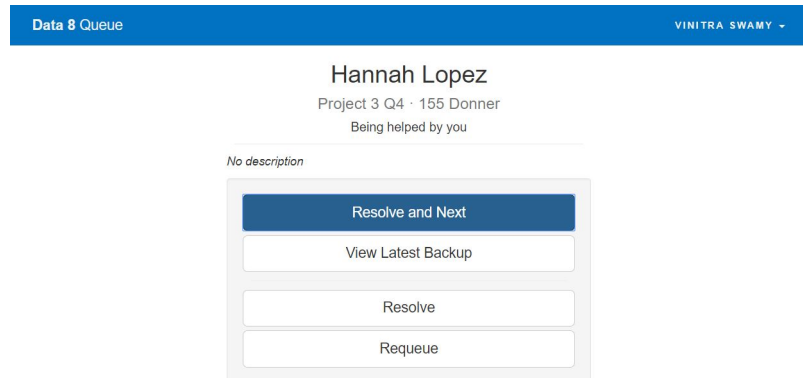 Data 8 Queue
VINITRA SWAMY
Hannah Lopez
Project 3 Q4 · 155 Donner
Being helped by you
No description
Resolve and Next
View Latest Backup
Resolve
Requeue